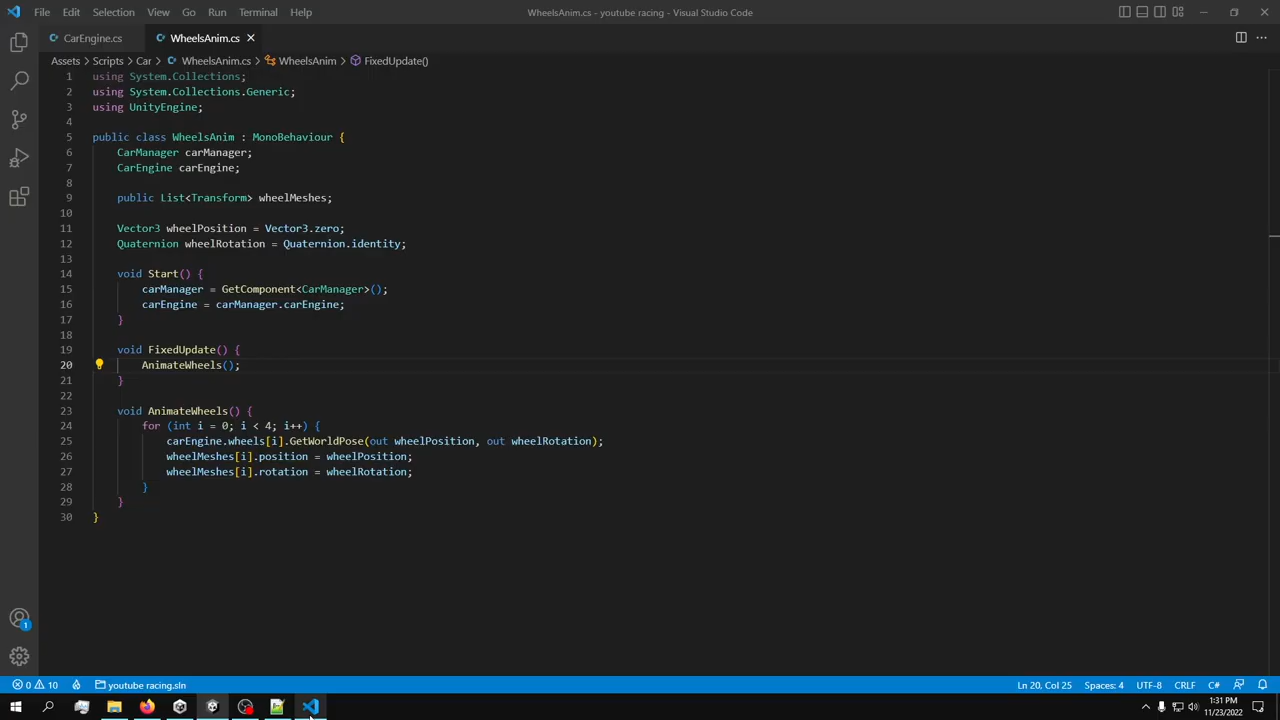 File Edit Selection View Go Run Terminal Help
WheelsAnim.cs - youtube racing - Visual Studio Code
CarEngine.cs
WheelsAnim.cs
Assets > Scripts > Car > WheelsAnim.cs > WheelsAnim > FixedUpdate()
1 using System.Collections;
2 using System.Collections.Generic;
3 using UnityEngine;
4
5 public class WheelsAnim : MonoBehaviour {
6 CarManager carManager;
7 CarEngine carEngine;
8
9 public List<Transform> wheelMeshes;
10
11 Vector3 wheelPosition = Vector3.zero;
12 Quaternion wheelRotation = Quaternion.identity;
13
14 void Start() {
15 carManager = GetComponent<CarManager>();
16 carEngine = carManager.carEngine;
17 }
18
19 void FixedUpdate() {
20 AnimateWheels();
21 }
22
23 void AnimateWheels() {
24 for (int i = 0; i < 4; i++) {
25 carEngine.wheels[i].GetWorldPose(out wheelPosition, out wheelRotation);
26 wheelMeshes[i].position = wheelPosition;
27 wheelMeshes[i].rotation = wheelRotation;
28 }
29 }
30 }
1
0 10 youtube racing.sln Ln 20, Col 25 Spaces: 4 UTF-8 CRLF C#
1:31 PM
11/23/2022